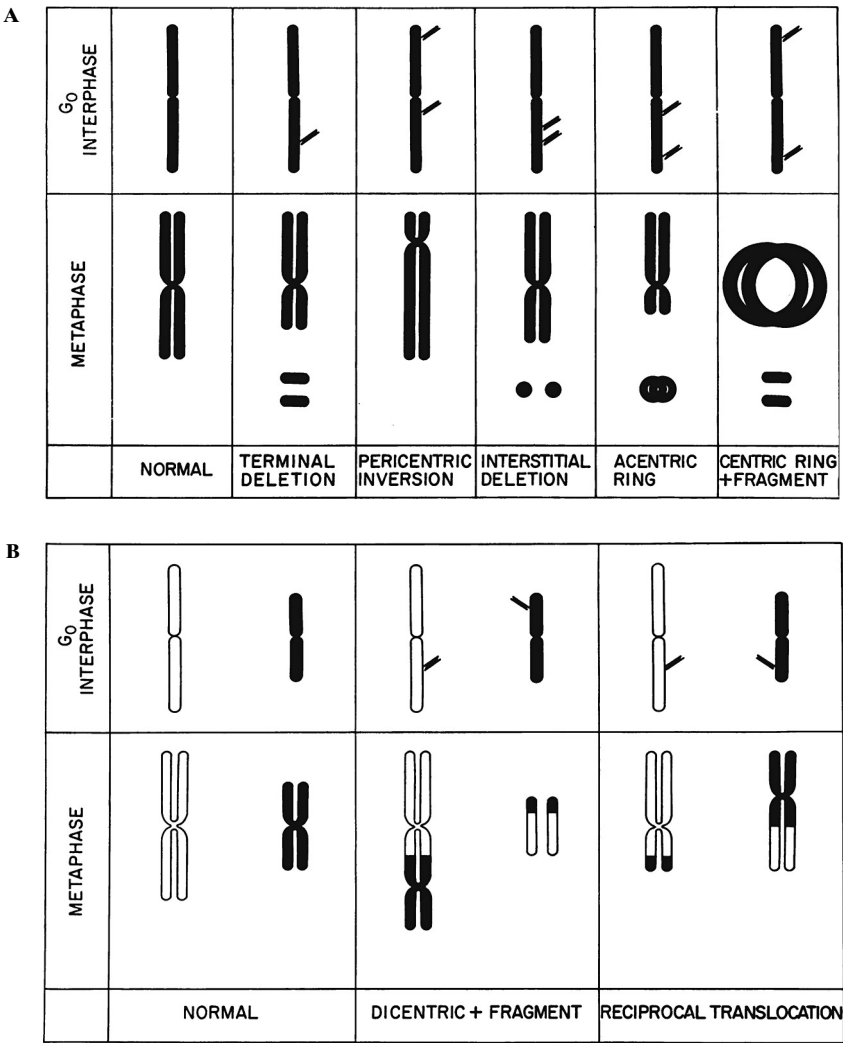 A
G0
INTERPHASE
METAPHASE
NORMAL
TERMINAL
DELETION
PERICENTRIC
INVERSION
INTERSTITIAL
DELETION
ACENTRIC
RING
CENTRIC RING
+FRAGMENT
B
G0
INTERPHASE
METAPHASE
NORMAL
DICENTRIC + FRAGMENT
RECIPROCAL TRANSLOCATION